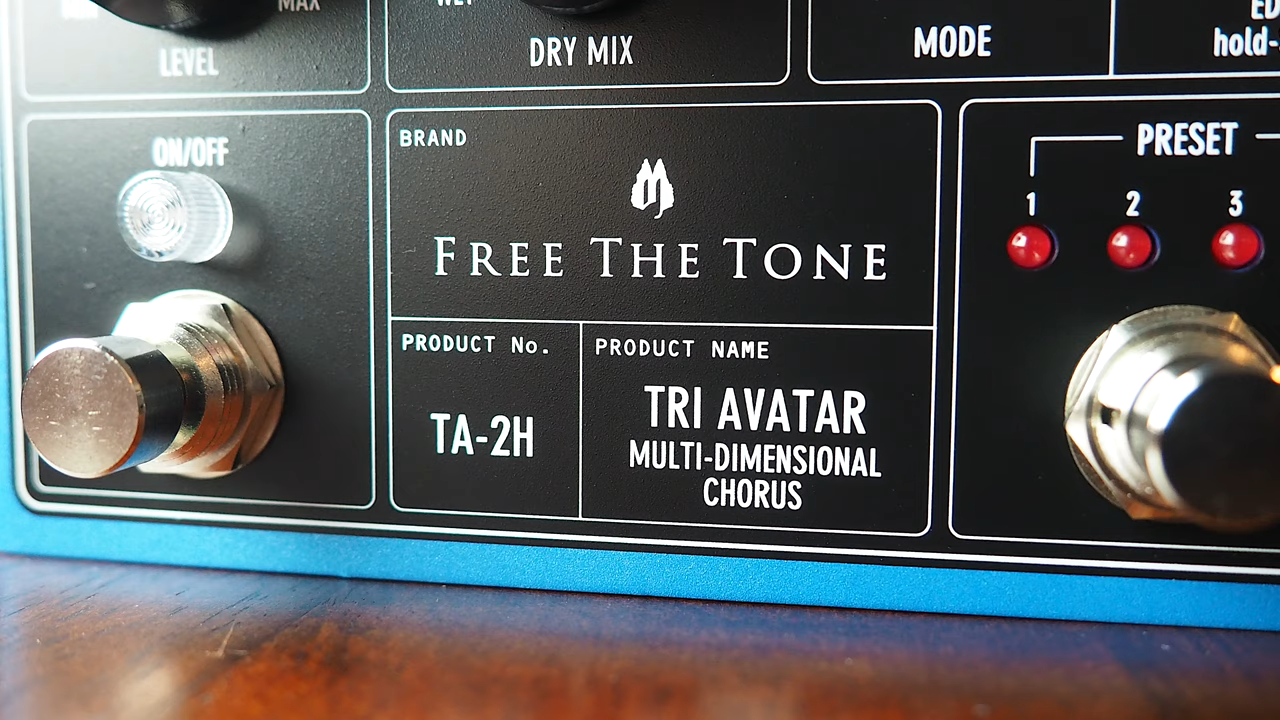 MAX
LEVEL
DRY MIX
MODE
hold-
ON/OFF
BRAND
FREE THE TONE
PRODUCT No.
TA-2H
PRODUCT NAME
TRI AVATAR
MULTI-DIMENSIONAL
CHORUS
PRESET
1 2 3